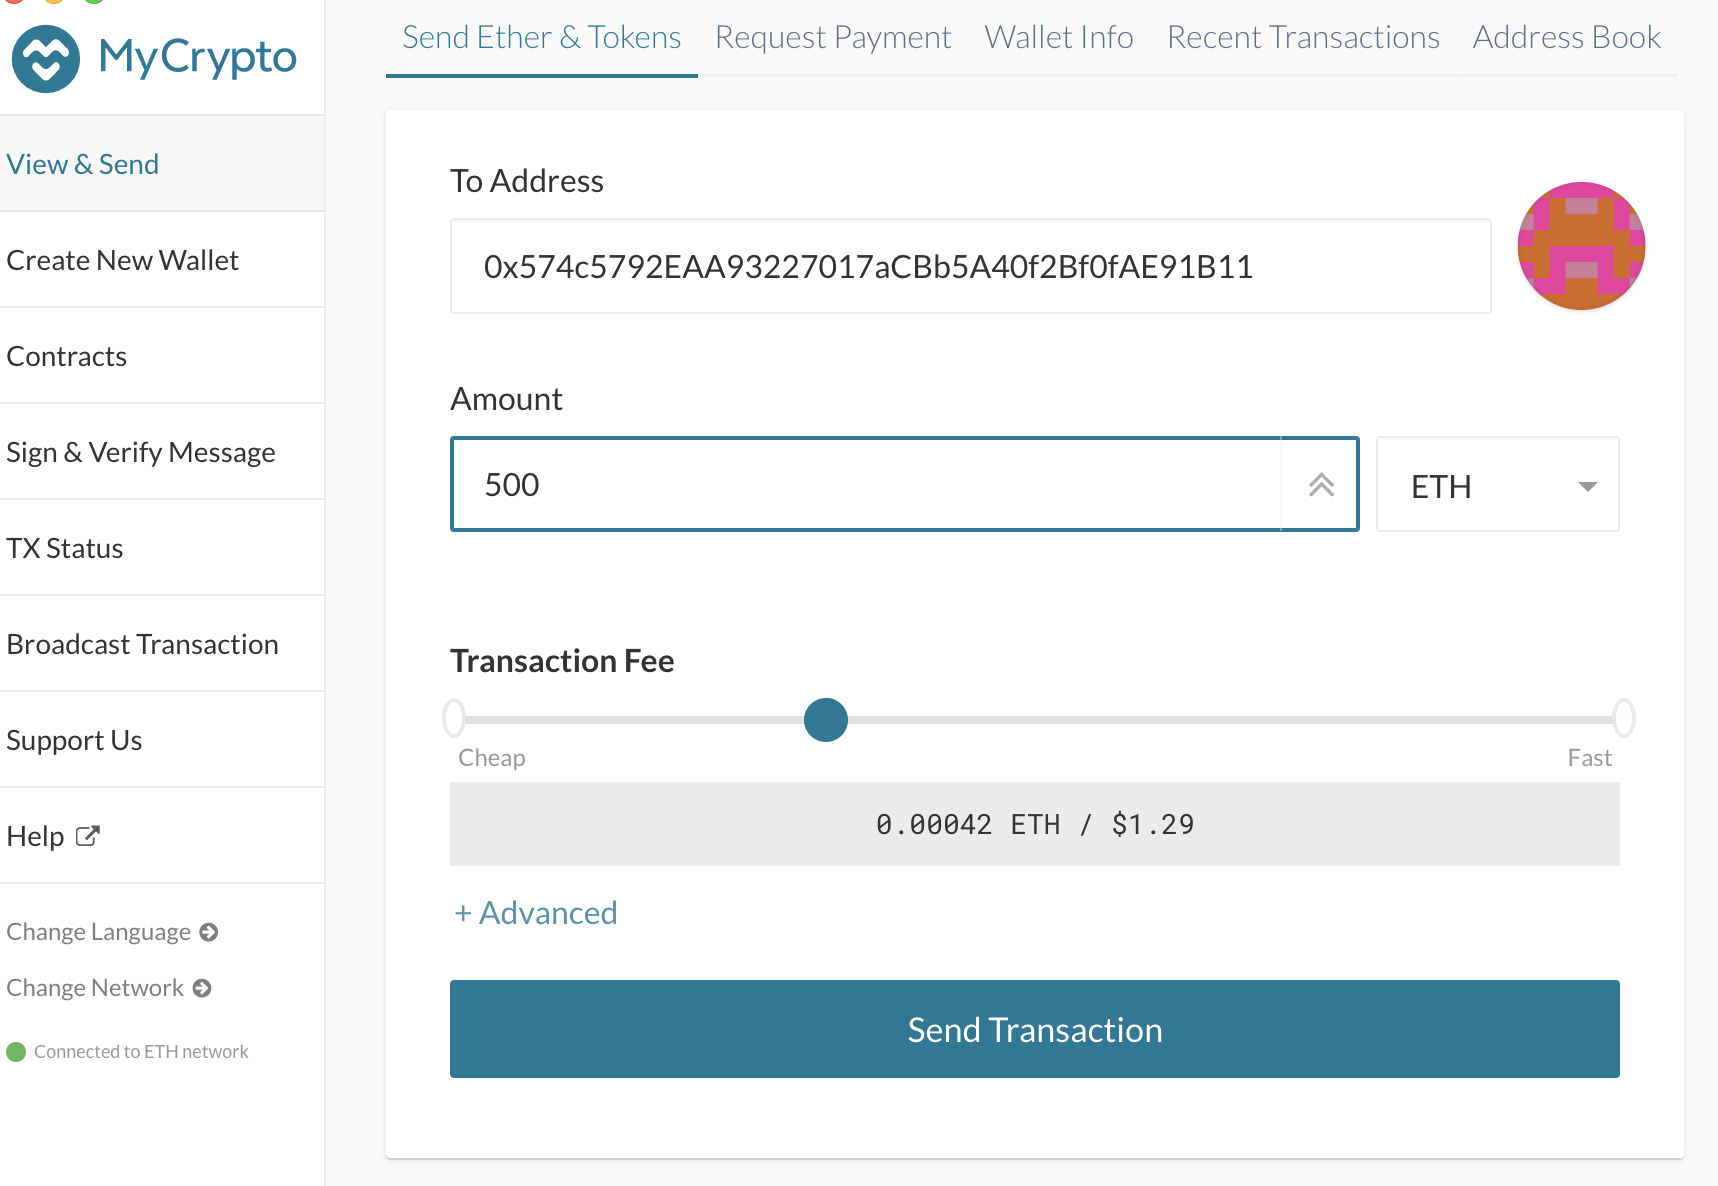 MyCrypto
Send Ether & Tokens
Request Payment
Wallet Info
Recent Transactions
Address Book
View & Send
Create New Wallet
Contracts
Sign & Verify Message
TX Status
Broadcast Transaction
Support Us
Help
Change Language
Change Network
Connected to ETH network
To Address
0x574c5792EAA93227017aCBb5A40f2Bf0fAE91B11
Amount
500
ETH
Transaction Fee
Cheap
Fast
0.00042 ETH / $1.29
+ Advanced
Send Transaction